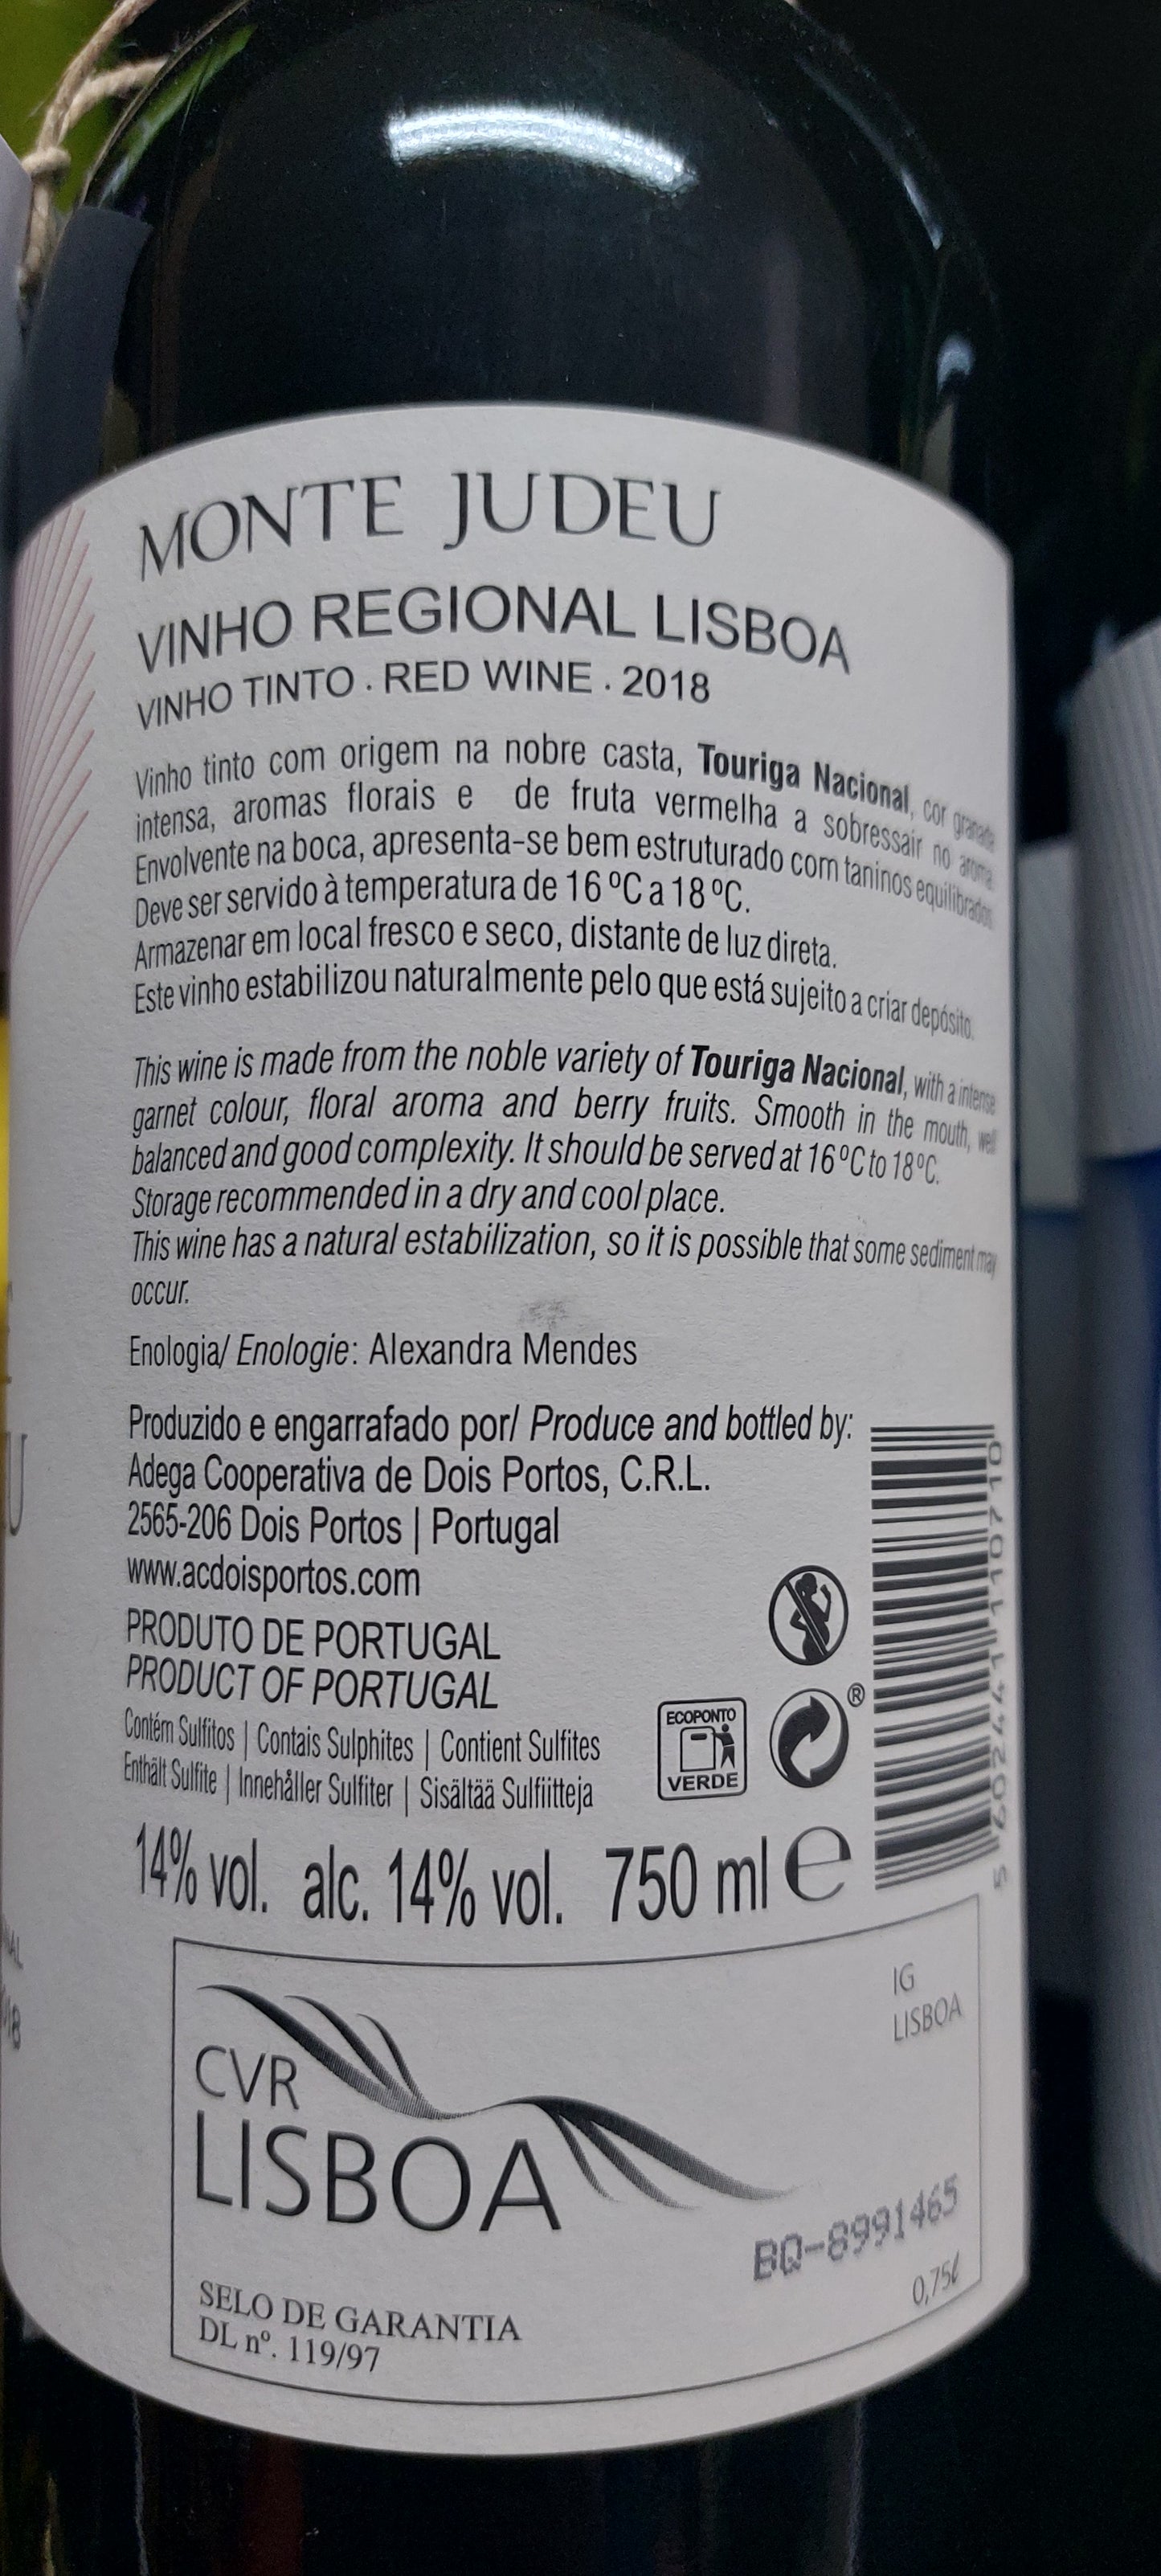 MONTE JUDEU
VINHO REGIONAL LISBOA
VINHO TINTO . RED WINE . 2018
Vinho tinto com origem na nobre casta, Touriga Nacional, cor granada
intensa, aromas florais e de fruta vermelha a sobressair no aroma.
Envolvente na boca, apresenta-se bem estruturado com taninos equilibrados.
Deve ser servido à temperatura de 16 ºC a 18 ºC.
Armazenar em local fresco e seco, distante de luz direta.
Este vinho estabilizou naturalmente pelo que está sujeito a criar depósito.
This wine is made from the noble variety of Touriga Nacional, with a intense
garnet colour, floral aroma and berry fruits. Smooth in the mouth, well
balanced and good complexity. It should be served at 16 ºC to 18 ºC.
Storage recommended in a dry and cool place.
This wine has a natural estabilization, so it is possible that some sediment may
occur.
Enologia/ Enologie: Alexandra Mendes
Produzido e engarrafado por/ Produce and bottled by:
Adega Cooperativa de Dois Portos, C.R.L.
2565-206 Dois Portos | Portugal
www.acdoisportos.com
PRODUTO DE PORTUGAL
PRODUCT OF PORTUGAL
Contém Sulfitos | Contais Sulphites | Contient Sulfites
Enthält Sulfite | Innehåller Sulfiter | Sisältää Sulfiitteja
ECOPONTO
VERDE
®
5 602441 110710
14% vol. alc. 14% vol. 750 ml e
IG
LISBOA
CVR
LISBOA
BQ-8991465
0,75ℓ
SELO DE GARANTIA
DL nº. 119/97